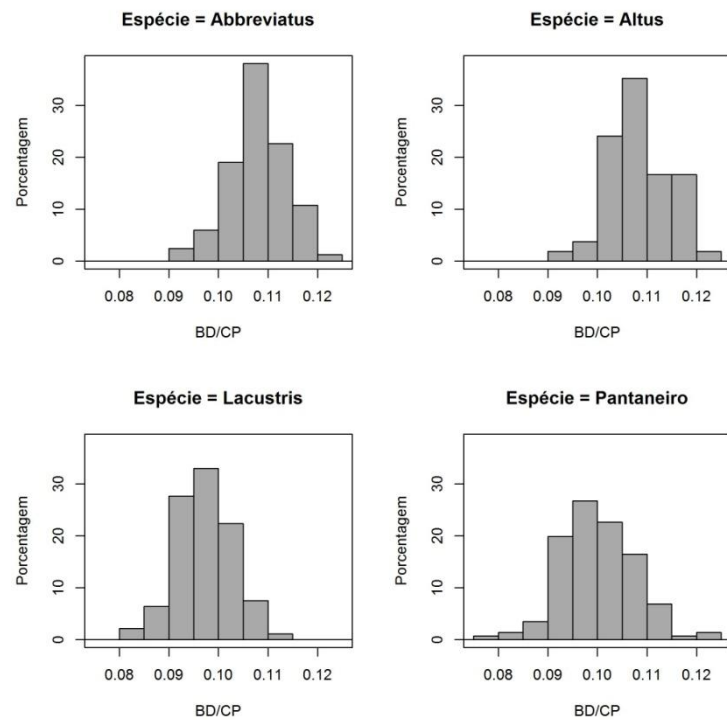 Espécie = Abbreviatus
Porcentagem
0
10
20
30
0.08 0.09 0.10 0.11 0.12
BD/CP
Espécie = Altus
Porcentagem
0
10
20
30
0.08 0.09 0.10 0.11 0.12
BD/CP
Espécie = Lacustris
Porcentagem
0
10
20
30
0.08 0.09 0.10 0.11 0.12
BD/CP
Espécie = Pantaneiro
Porcentagem
0
10
20
30
0.08 0.09 0.10 0.11 0.12
BD/CP